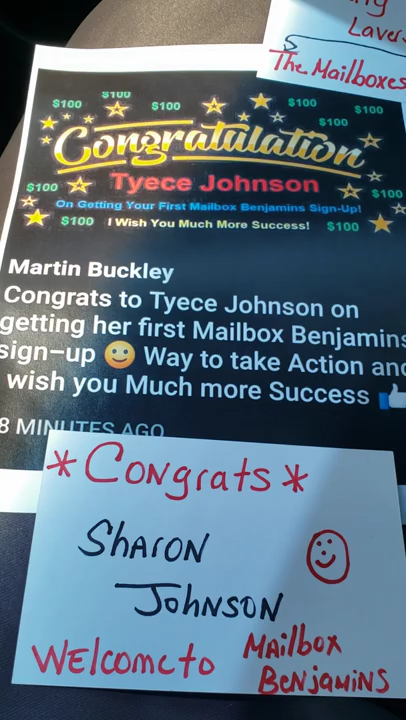 Laver
The Mailboxes
$100 $100 $100 $100 $100
$100
Congratulation
$100 Tyece Johnson $100
On Getting Your First Mailbox Benjamins Sign-Up!
$100 I Wish You Much More Success! $100
Martin Buckley
Congrats to Tyece Johnson on
getting her first Mailbox Benjamins
sign-up 🙂 Way to take Action and
wish you Much more Success 👍
8 MINUTES AGO
*Congrats*
Sharon
Johnson
Welcome to Mailbox
Benjamins